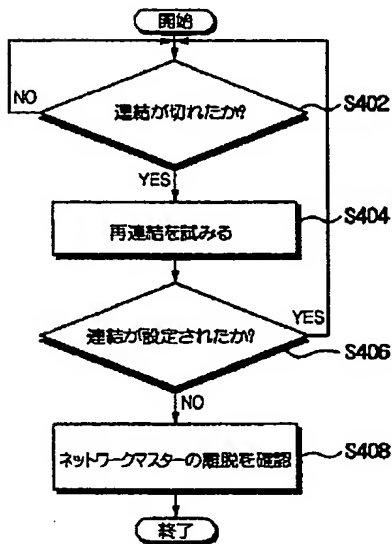 開始
連結が切れたか?
S402
NO
YES
再連結を試みる
S404
連結が設定されたか?
YES
S406
NO
ネットワークマスターの離脱を確認
S408
終了